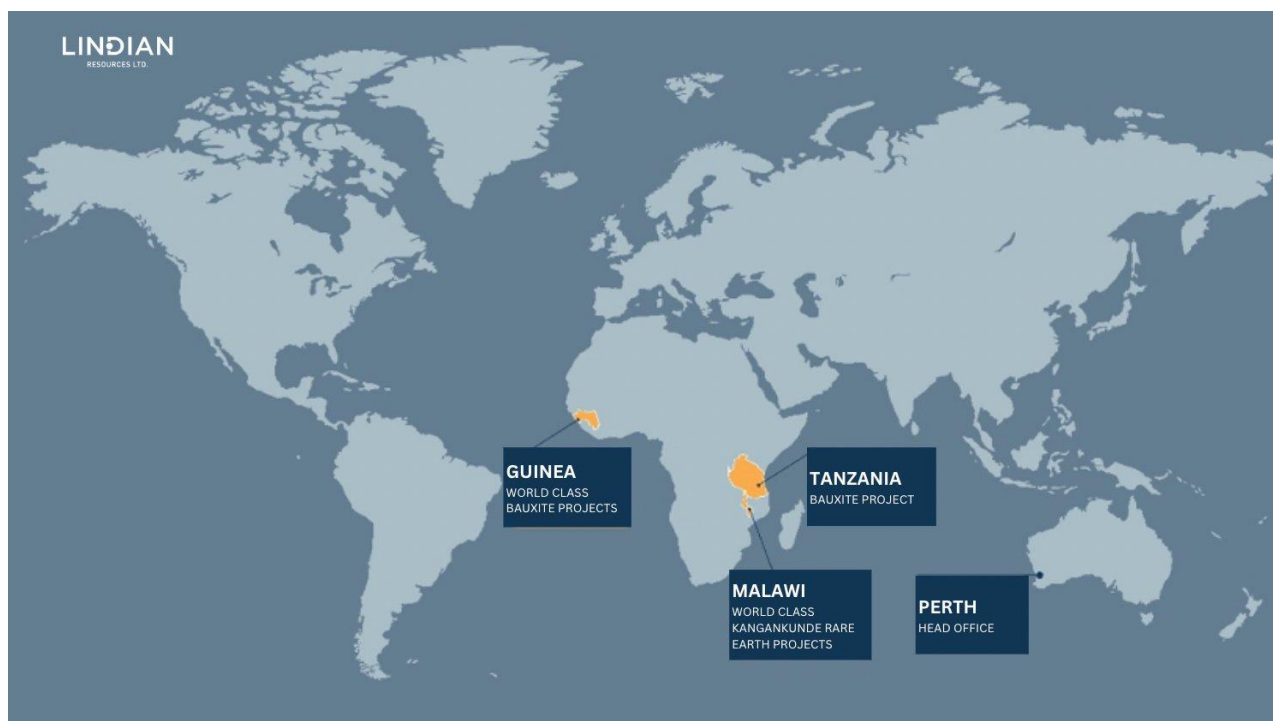 LINDIAN
RESOURCES LTD.
GUINEA
WORLD CLASS
BAUXITE PROJECTS
TANZANIA
BAUXITE PROJECT
MALAWI
WORLD CLASS
KANGANKUNDE RARE
EARTH PROJECTS
PERTH
HEAD OFFICE